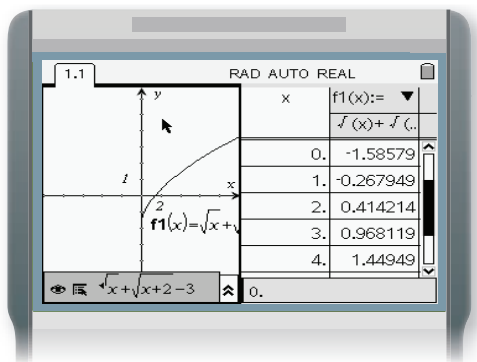 1.1 RAD AUTO REAL
y
x
1
2
f1(x)=√x+√
√x+√x+2-3
x f1(x):= ▼
√(x)+√(..
0. -1.58579
1. -0.267949
2. 0.414214
3. 0.968119
4. 1.44949
0.